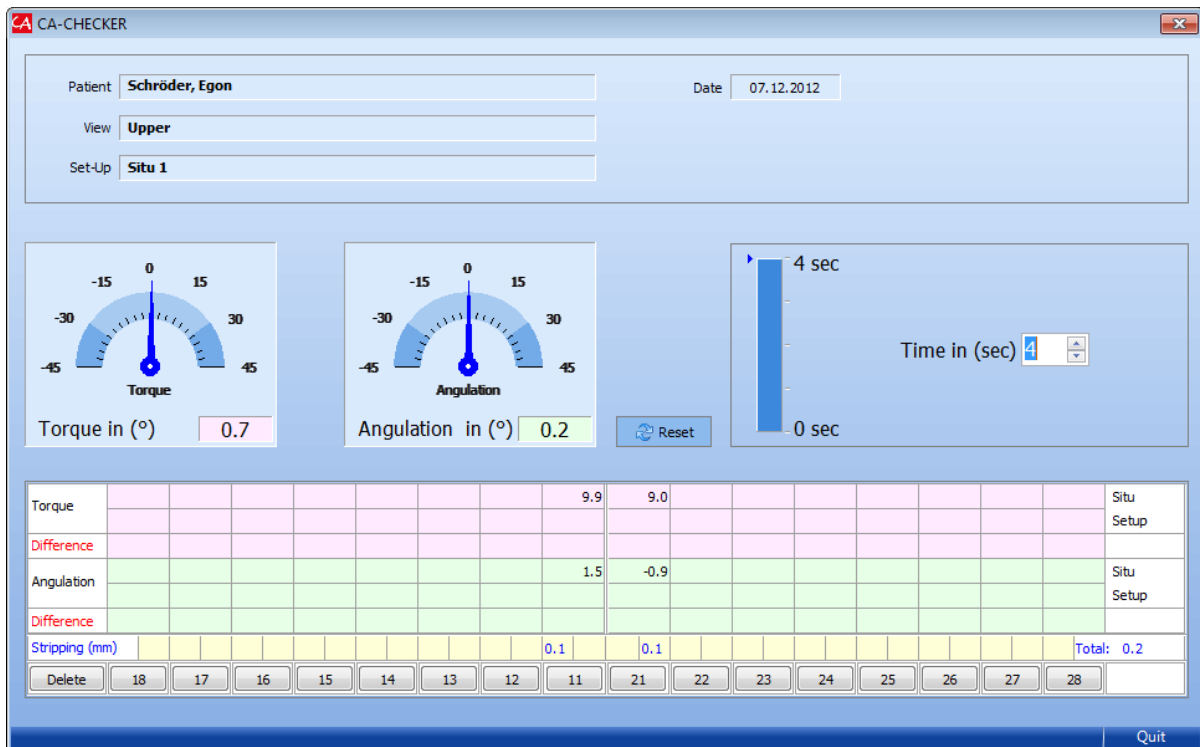 CA CA-CHECKER
Patient Schröder, Egon Date 07.12.2012
View Upper
Set-Up Situ 1
0
-15 15
-30 30
-45 45
Torque
Torque in (°) 0.7
0
-15 15
-30 30
-45 45
Angulation
Angulation in (°) 0.2
Reset
4 sec
Time in (sec) 4
0 sec
Torque 9.9 9.0 Situ
Setup
Difference
Angulation 1.5 -0.9 Situ
Setup
Difference
Stripping (mm) 0.1 0.1 Total: 0.2
Delete 18 17 16 15 14 13 12 11 21 22 23 24 25 26 27 28
Quit